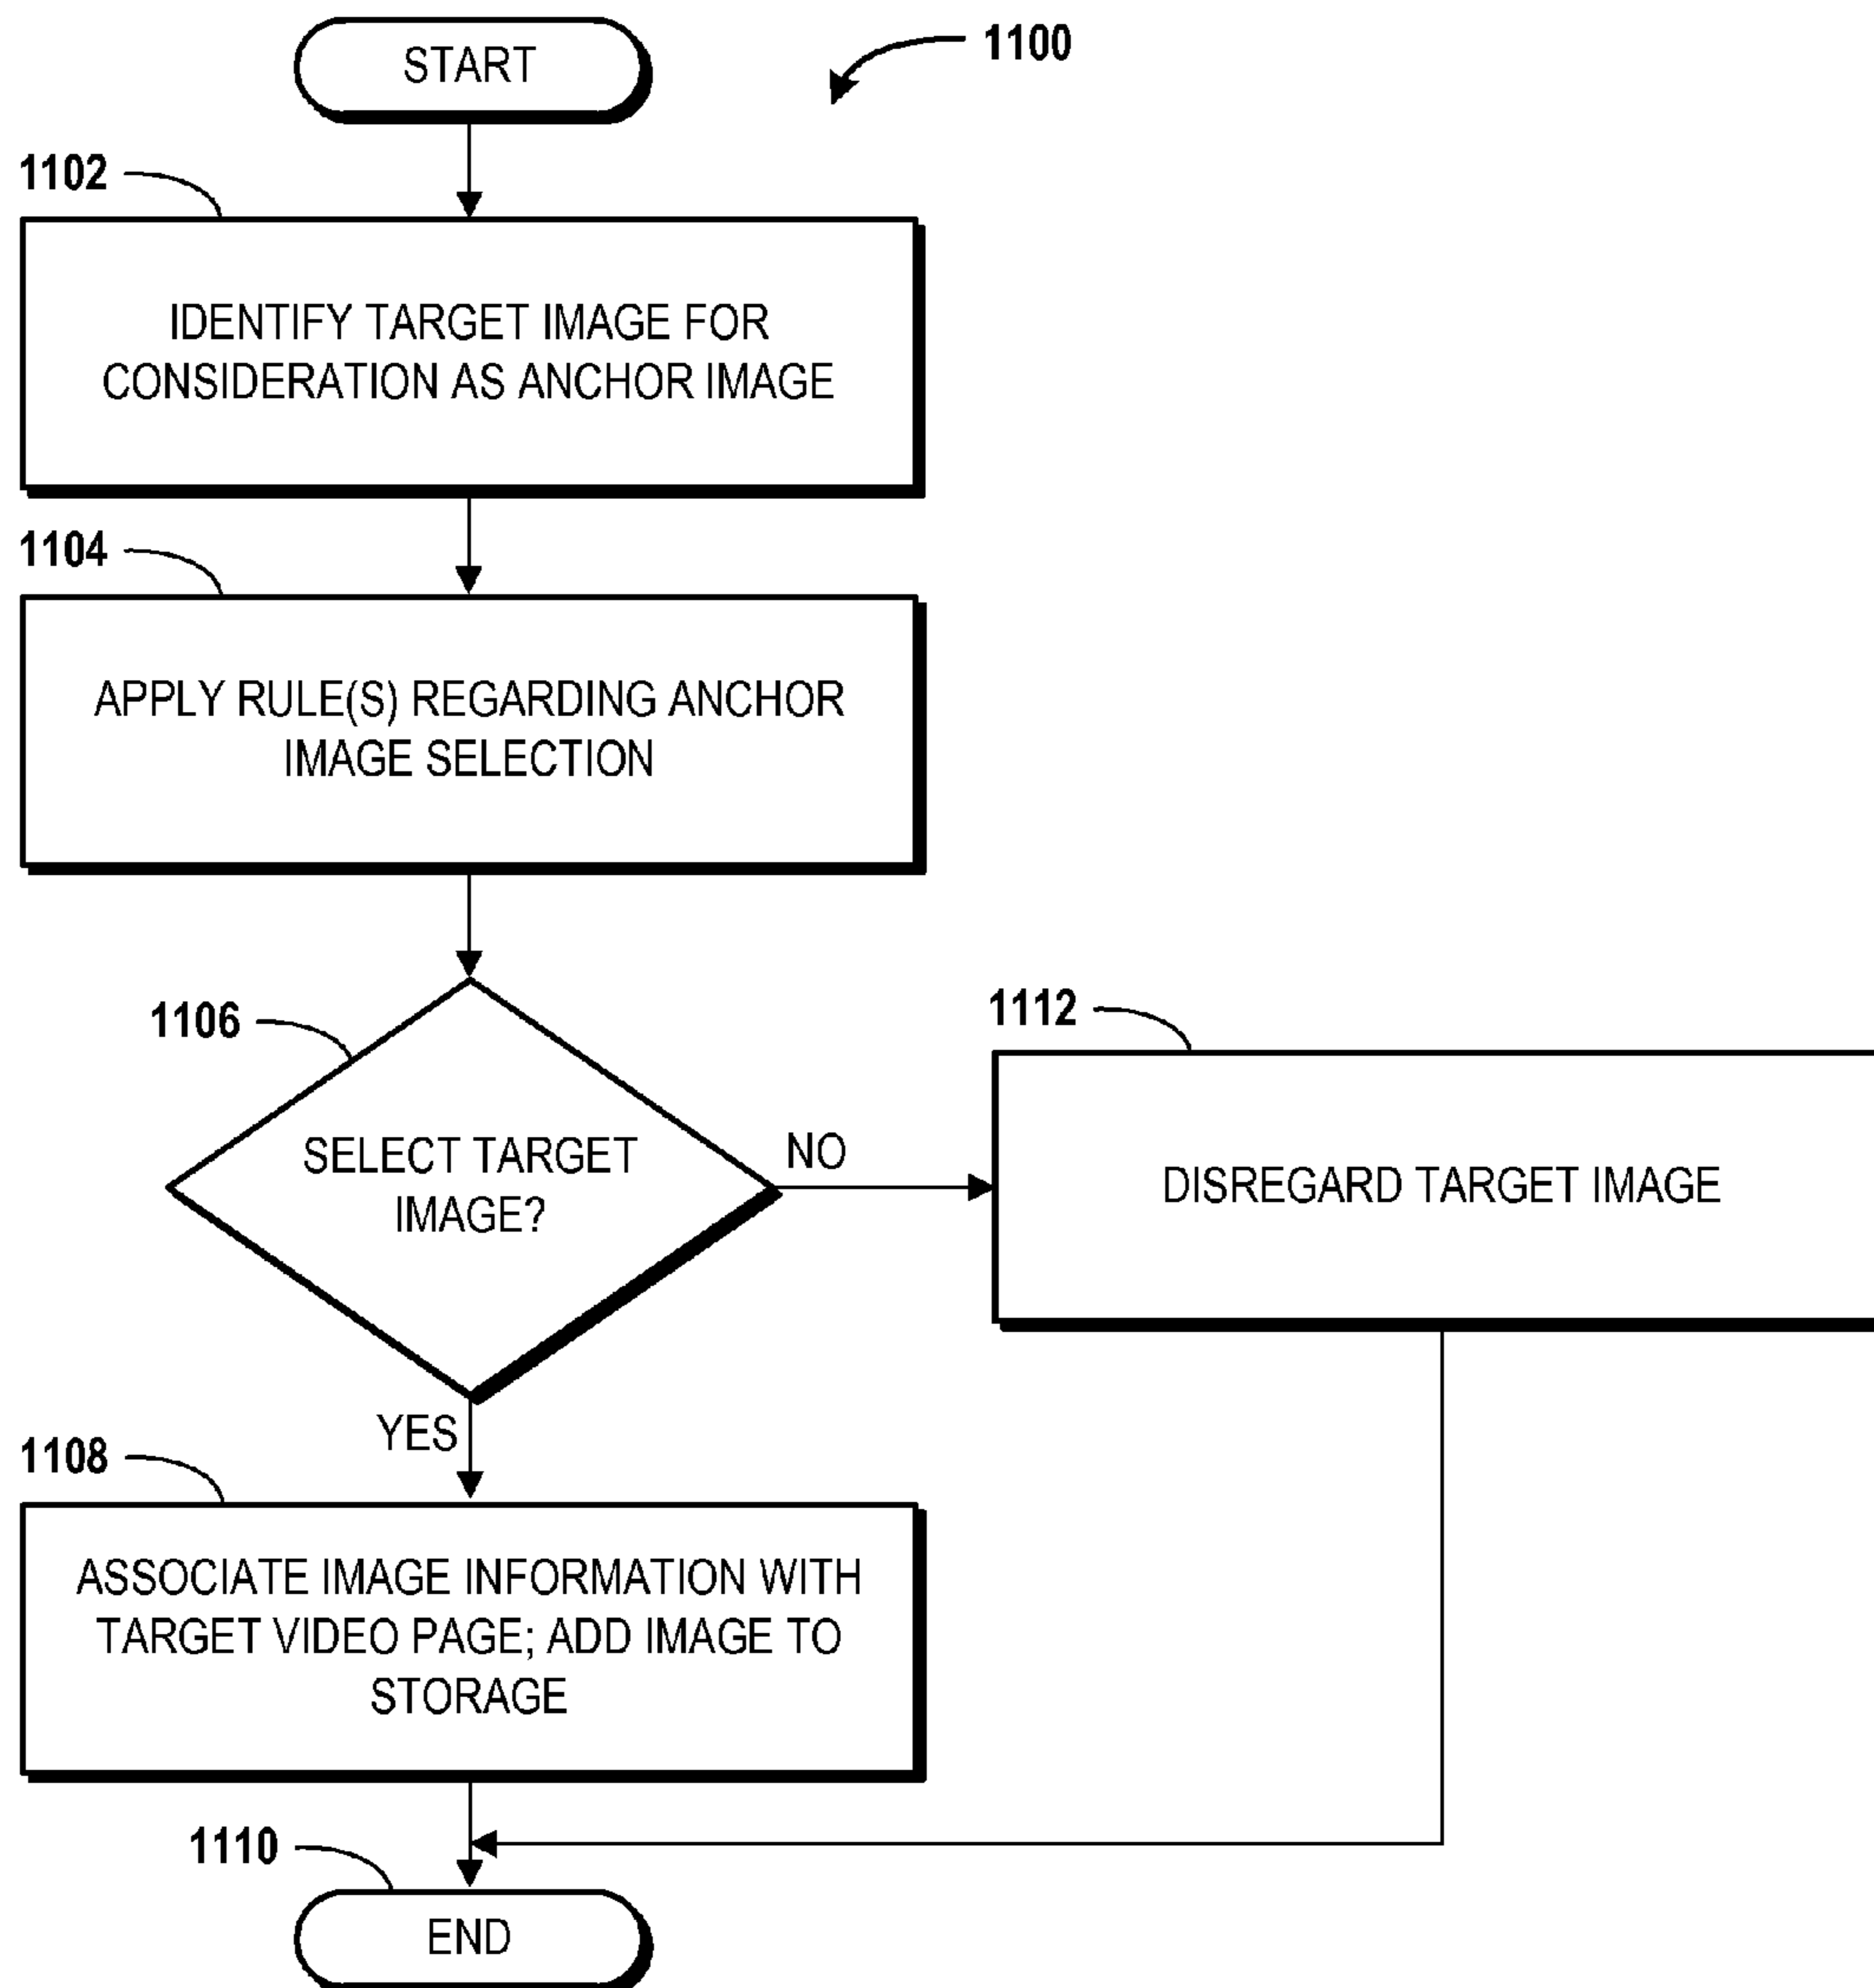 START
1100
1102
IDENTIFY TARGET IMAGE FOR
CONSIDERATION AS ANCHOR IMAGE
1104
APPLY RULE(S) REGARDING ANCHOR
IMAGE SELECTION
1106
SELECT TARGET
IMAGE?
NO
1112
DISREGARD TARGET IMAGE
YES
1108
ASSOCIATE IMAGE INFORMATION WITH
TARGET VIDEO PAGE; ADD IMAGE TO
STORAGE
1110
END